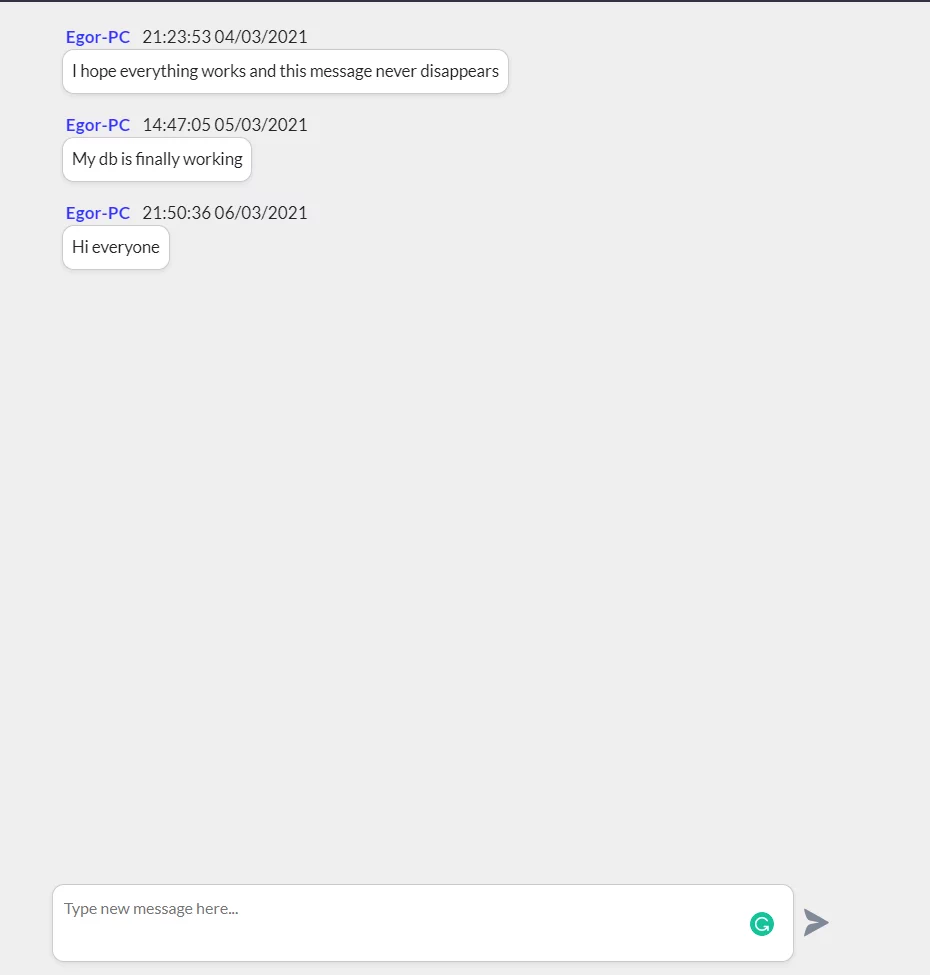 Egor-PC 21:23:53 04/03/2021
I hope everything works and this message never disappears
Egor-PC 14:47:05 05/03/2021
My db is finally working
Egor-PC 21:50:36 06/03/2021
Hi everyone
Type new message here...